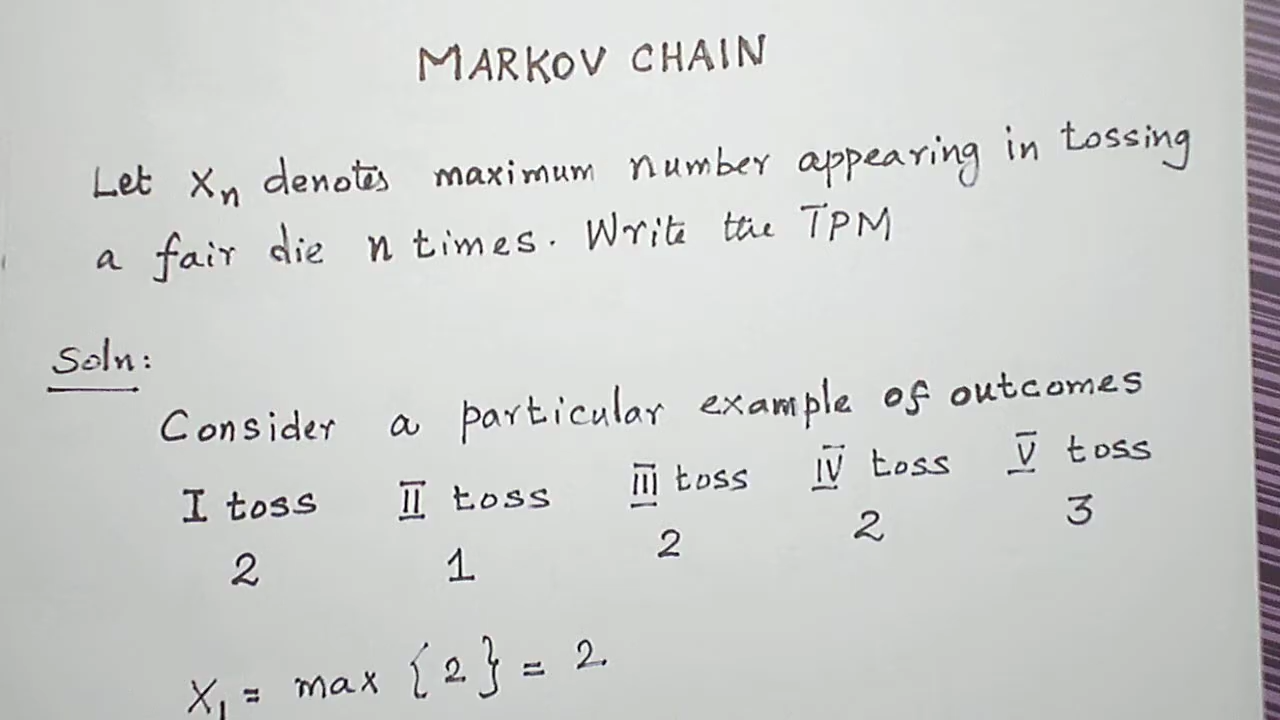 MARKOV CHAIN
Let Xn denotes maximum number appearing in tossing
a fair die n times. Write the TPM
Soln:
Consider a particular example of outcomes
I toss II toss III toss IV toss V toss
2 1 2 2 3
X1 = max {2} = 2